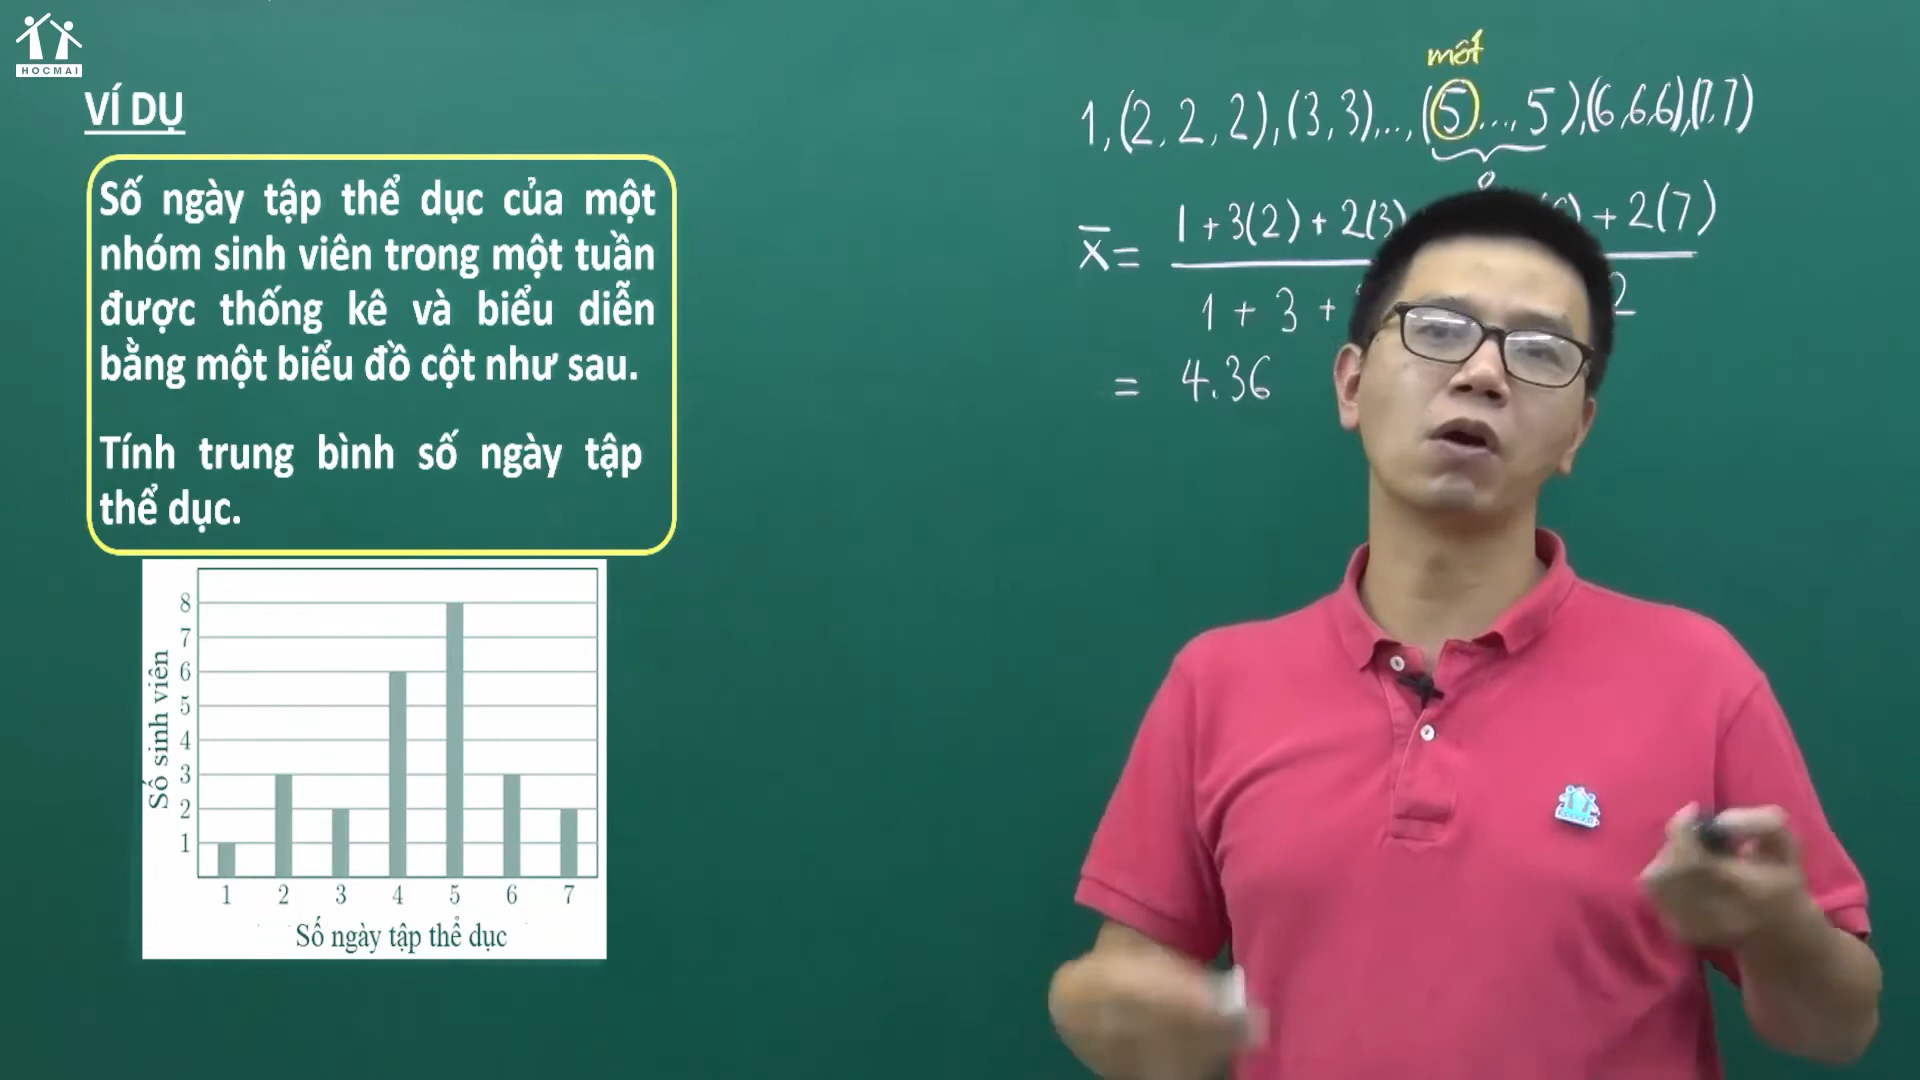 HOCMAI
VÍ DỤ
Số ngày tập thể dục của một
nhóm sinh viên trong một tuần
được thống kê và biểu diễn
bằng một biểu đồ cột như sau.
Tính trung bình số ngày tập
thể dục.
8
7
6
5
4
3
2
1
Số sinh viên
1 2 3 4 5 6 7
Số ngày tập thể dục
mốt
1, (2, 2, 2), (3, 3), ..., (5, ..., 5), (6, 6, 6), (7, 7)
x̄ = 1 + 3(2) + 2(3) + 2(7)
1 + 3 + 2
= 4.36